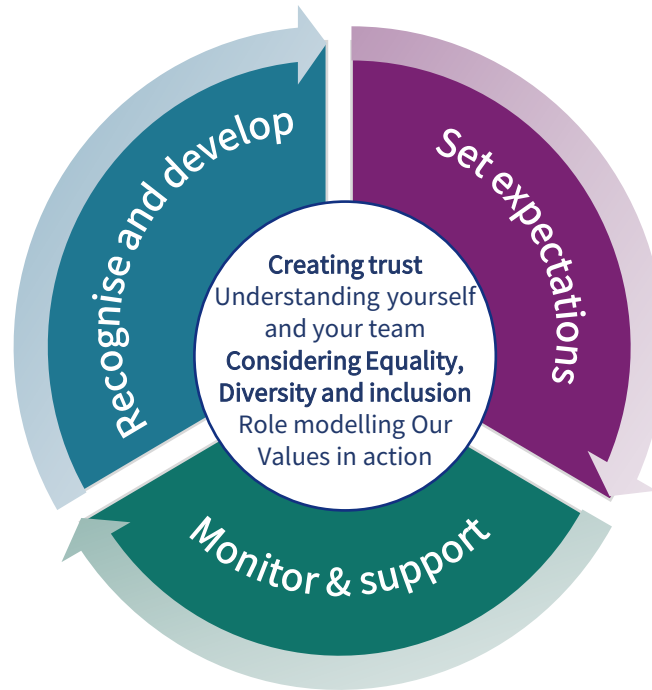 Recognise and develop
Set expectations
Creating trust
Understanding yourself
and your team
Considering Equality,
Diversity and inclusion
Role modelling Our
Values in action
Monitor & support